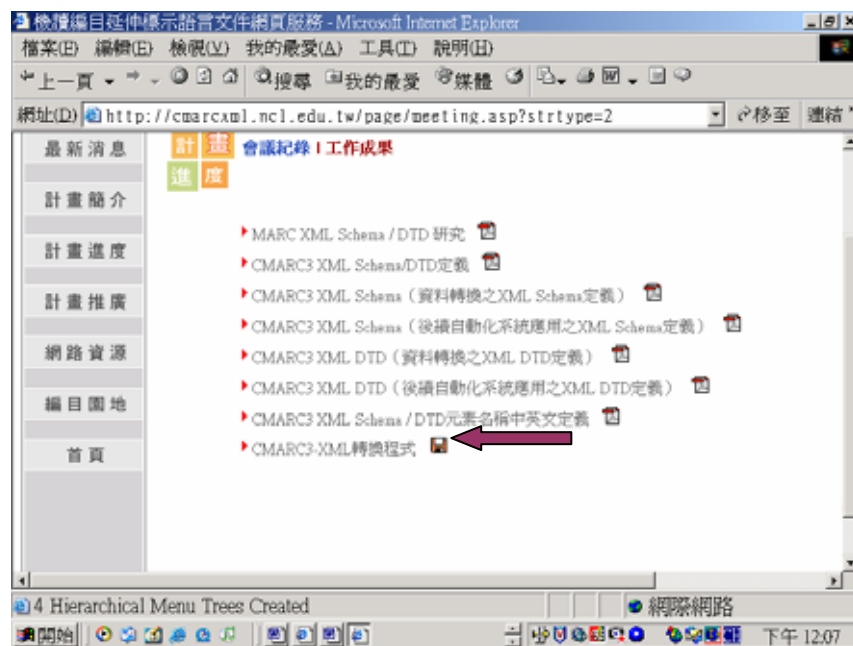 機讀編目延伸標示語言文件網頁服務 - Microsoft Internet Explorer
檔案(F) 編輯(E) 檢視(V) 我的最愛(A) 工具(T) 說明(H)
上一頁 搜尋 我的最愛 媒體
網址(D) http://cmarcxml.ncl.edu.tw/page/meeting.asp?strtype=2 移至 連結
最新消息
計畫簡介
計畫進度
計畫推廣
網路資源
編目園地
首頁
計畫進度
會議紀錄 | 工作成果
MARC XML Schema / DTD 研究
CMARC3 XML Schema/DTD定義
CMARC3 XML Schema（資料轉換之XML Schema定義）
CMARC3 XML Schema（後續自動化系統應用之XML Schema定義）
CMARC3 XML DTD（資料轉換之XML DTD定義）
CMARC3 XML DTD（後續自動化系統應用之XML DTD定義）
CMARC3 XML Schema / DTD元素名稱中英文定義
CMARC3-XML轉換程式
4 Hierarchical Menu Trees Created 網際網路
開始 下午 12:07